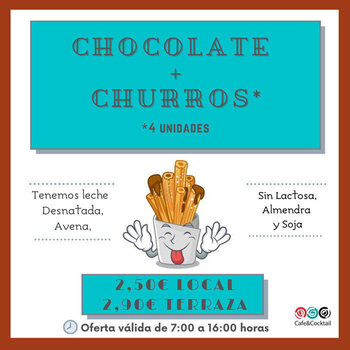 CHOCOLATE
+
CHURROS*
*4 UNIDADES
Tenemos leche
Desnatada,
Avena,
Sin Lactosa,
Almendra
y Soja
2,50€ LOCAL
2,90€ TERRAZA
Oferta válida de 7:00 a 16:00 horas
Cafe&Cocktail